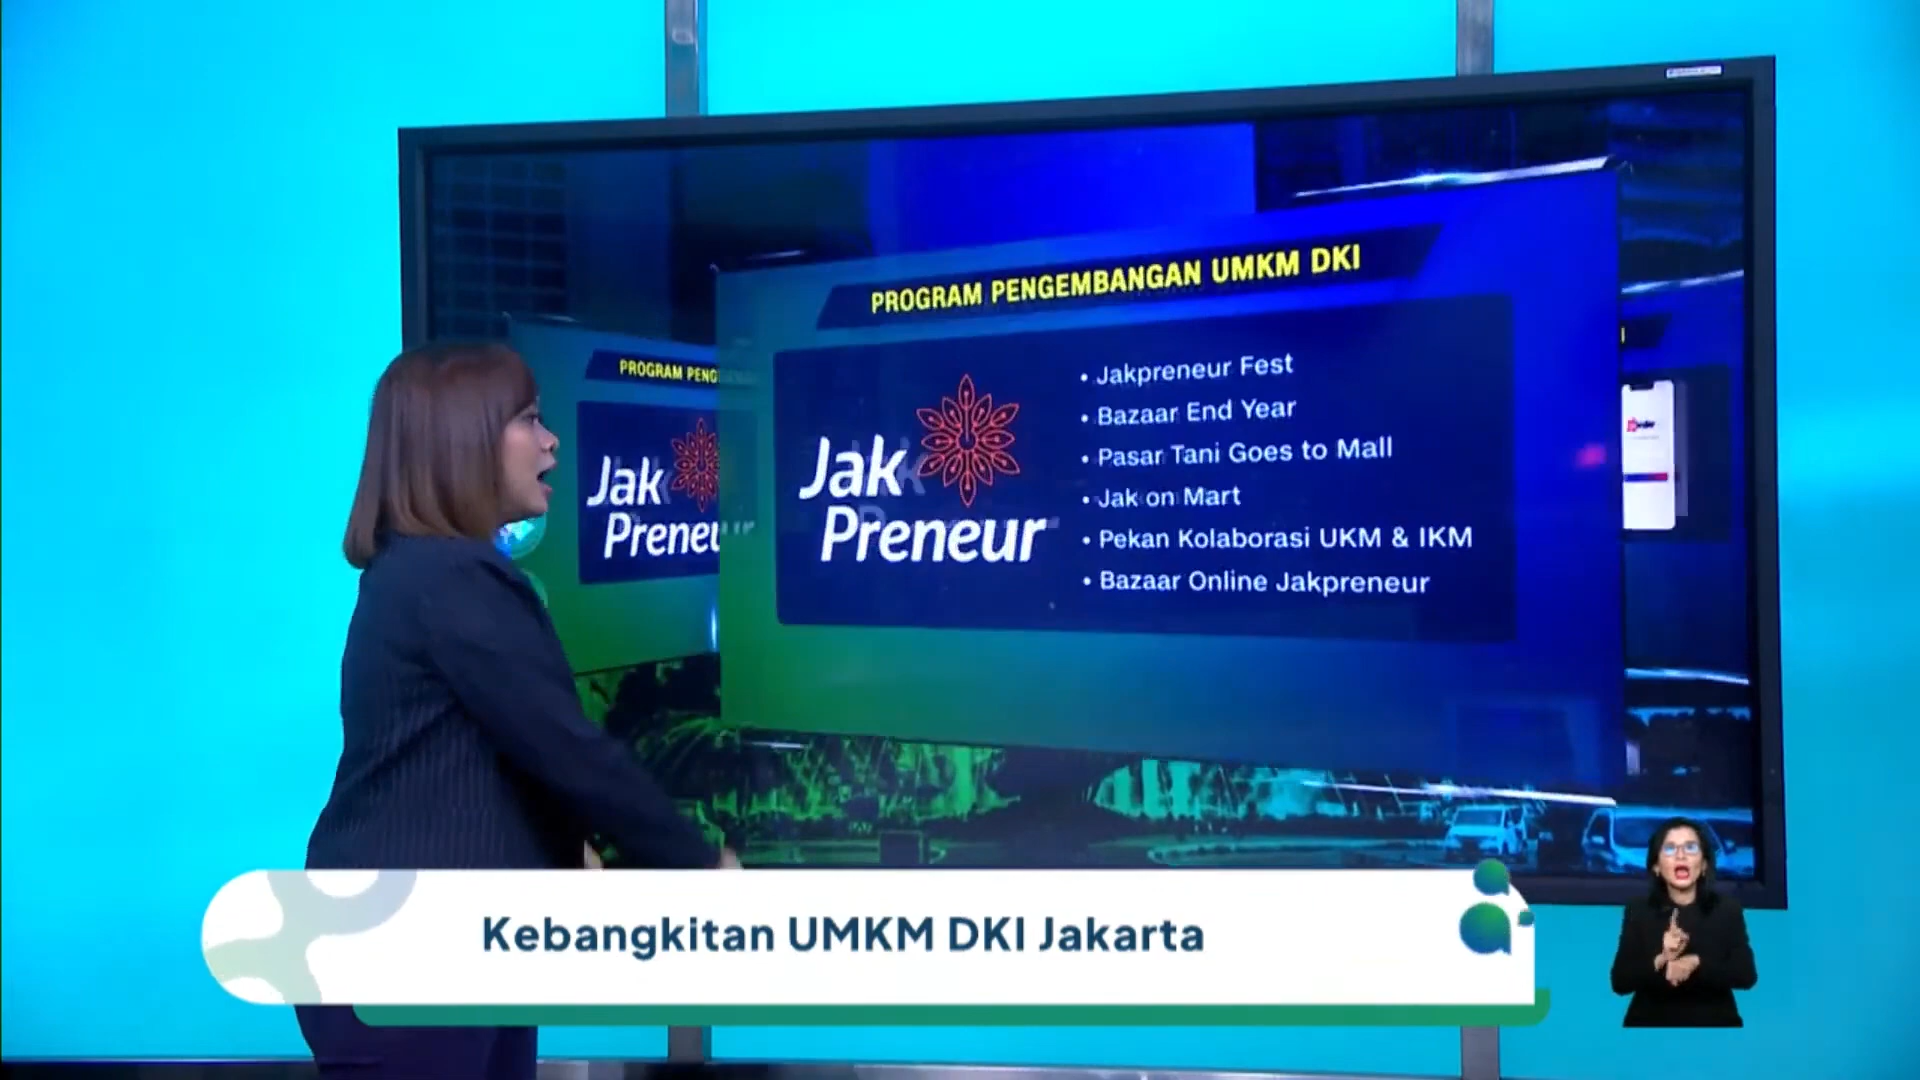 PROGRAM PENGEMBANGAN UMKM DKI
Jak
Preneur
• Jakpreneur Fest
• Bazaar End Year
• Pasar Tani Goes to Mall
• Jak on Mart
• Pekan Kolaborasi UKM & IKM
• Bazaar Online Jakpreneur
PROGRAM PENG
Jak
Preneu
Kebangkitan UMKM DKI Jakarta